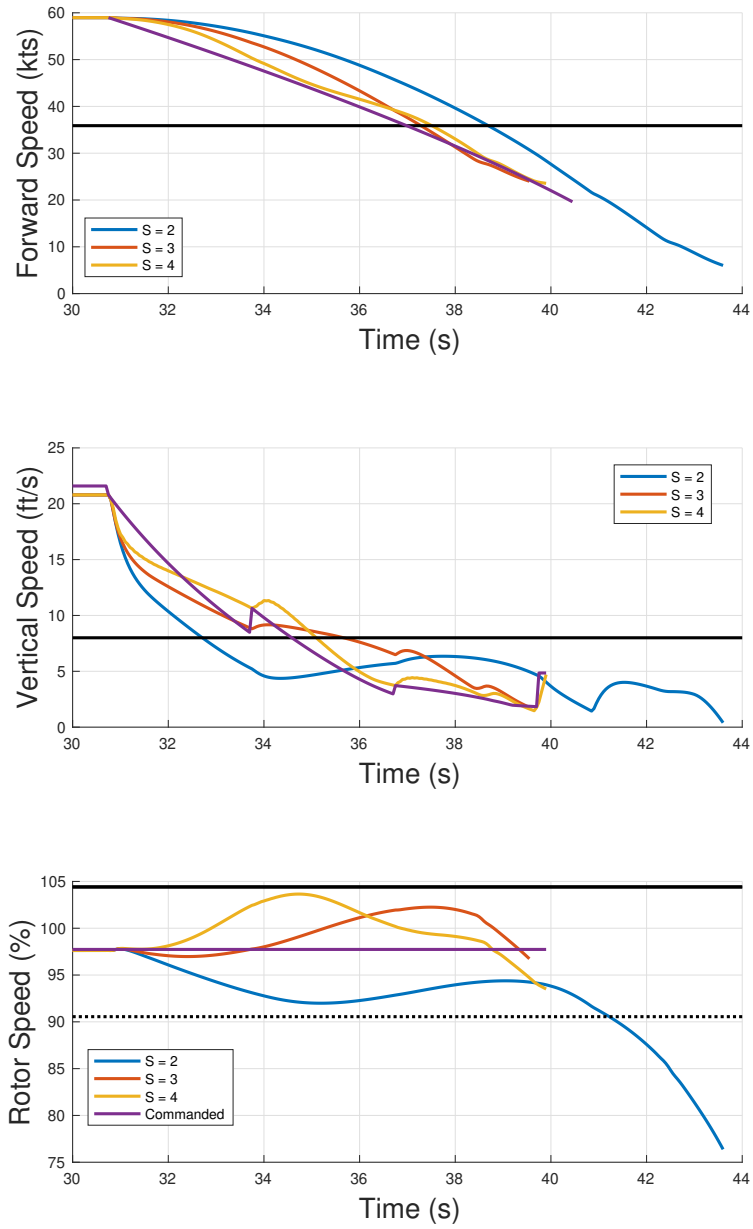 60
50
40
30
20
10
0
Forward Speed (kts)
S = 2
S = 3
S = 4
30 32 34 36 38 40 42 44
Time (s)
25
20
15
10
5
0
Vertical Speed (ft/s)
S = 2
S = 3
S = 4
30 32 34 36 38 40 42 44
Time (s)
105
100
95
90
85
80
75
Rotor Speed (%)
S = 2
S = 3
S = 4
Commanded
30 32 34 36 38 40 42 44
Time (s)